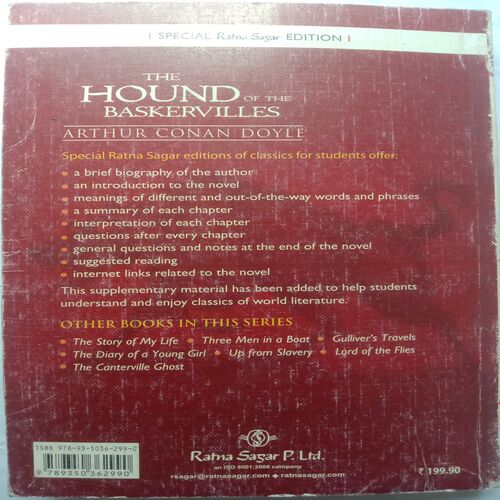 | SPECIAL Ratna Sagar EDITION |
THE
HOUND OF THE
BASKERVILLES
ARTHUR CONAN DOYLE
Special Ratna Sagar editions of classics for students offer:
• a brief biography of the author
• an introduction to the novel
• meanings of different and out-of-the-way words and phrases
• a summary of each chapter
• interpretation of each chapter
• questions after every chapter
• general questions and notes at the end of the novel
• suggested reading
• internet links related to the novel
This supplementary material has been added to help students
understand and enjoy classics of world literature.
OTHER BOOKS IN THIS SERIES
• The Story of My Life • Three Men in a Boat • Gulliver's Travels
• The Diary of a Young Girl • Up from Slavery • Lord of the Flies
• The Canterville Ghost
ISBN 978-93-5036-299-0
9789350362990
Ratna Sagar P. Ltd.
an ISO 9001:2008 company
rsagar@ratnasagar.com • ratnasagar.com
₹ 199.90